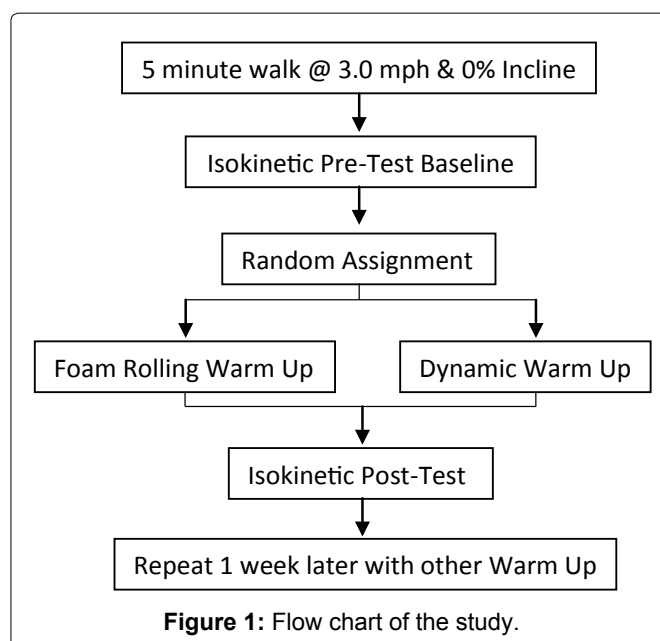 5 minute walk @ 3.0 mph & 0% Incline
Isokinetic Pre-Test Baseline
Random Assignment
Foam Rolling Warm Up
Dynamic Warm Up
Isokinetic Post-Test
Repeat 1 week later with other Warm Up
Figure 1: Flow chart of the study.